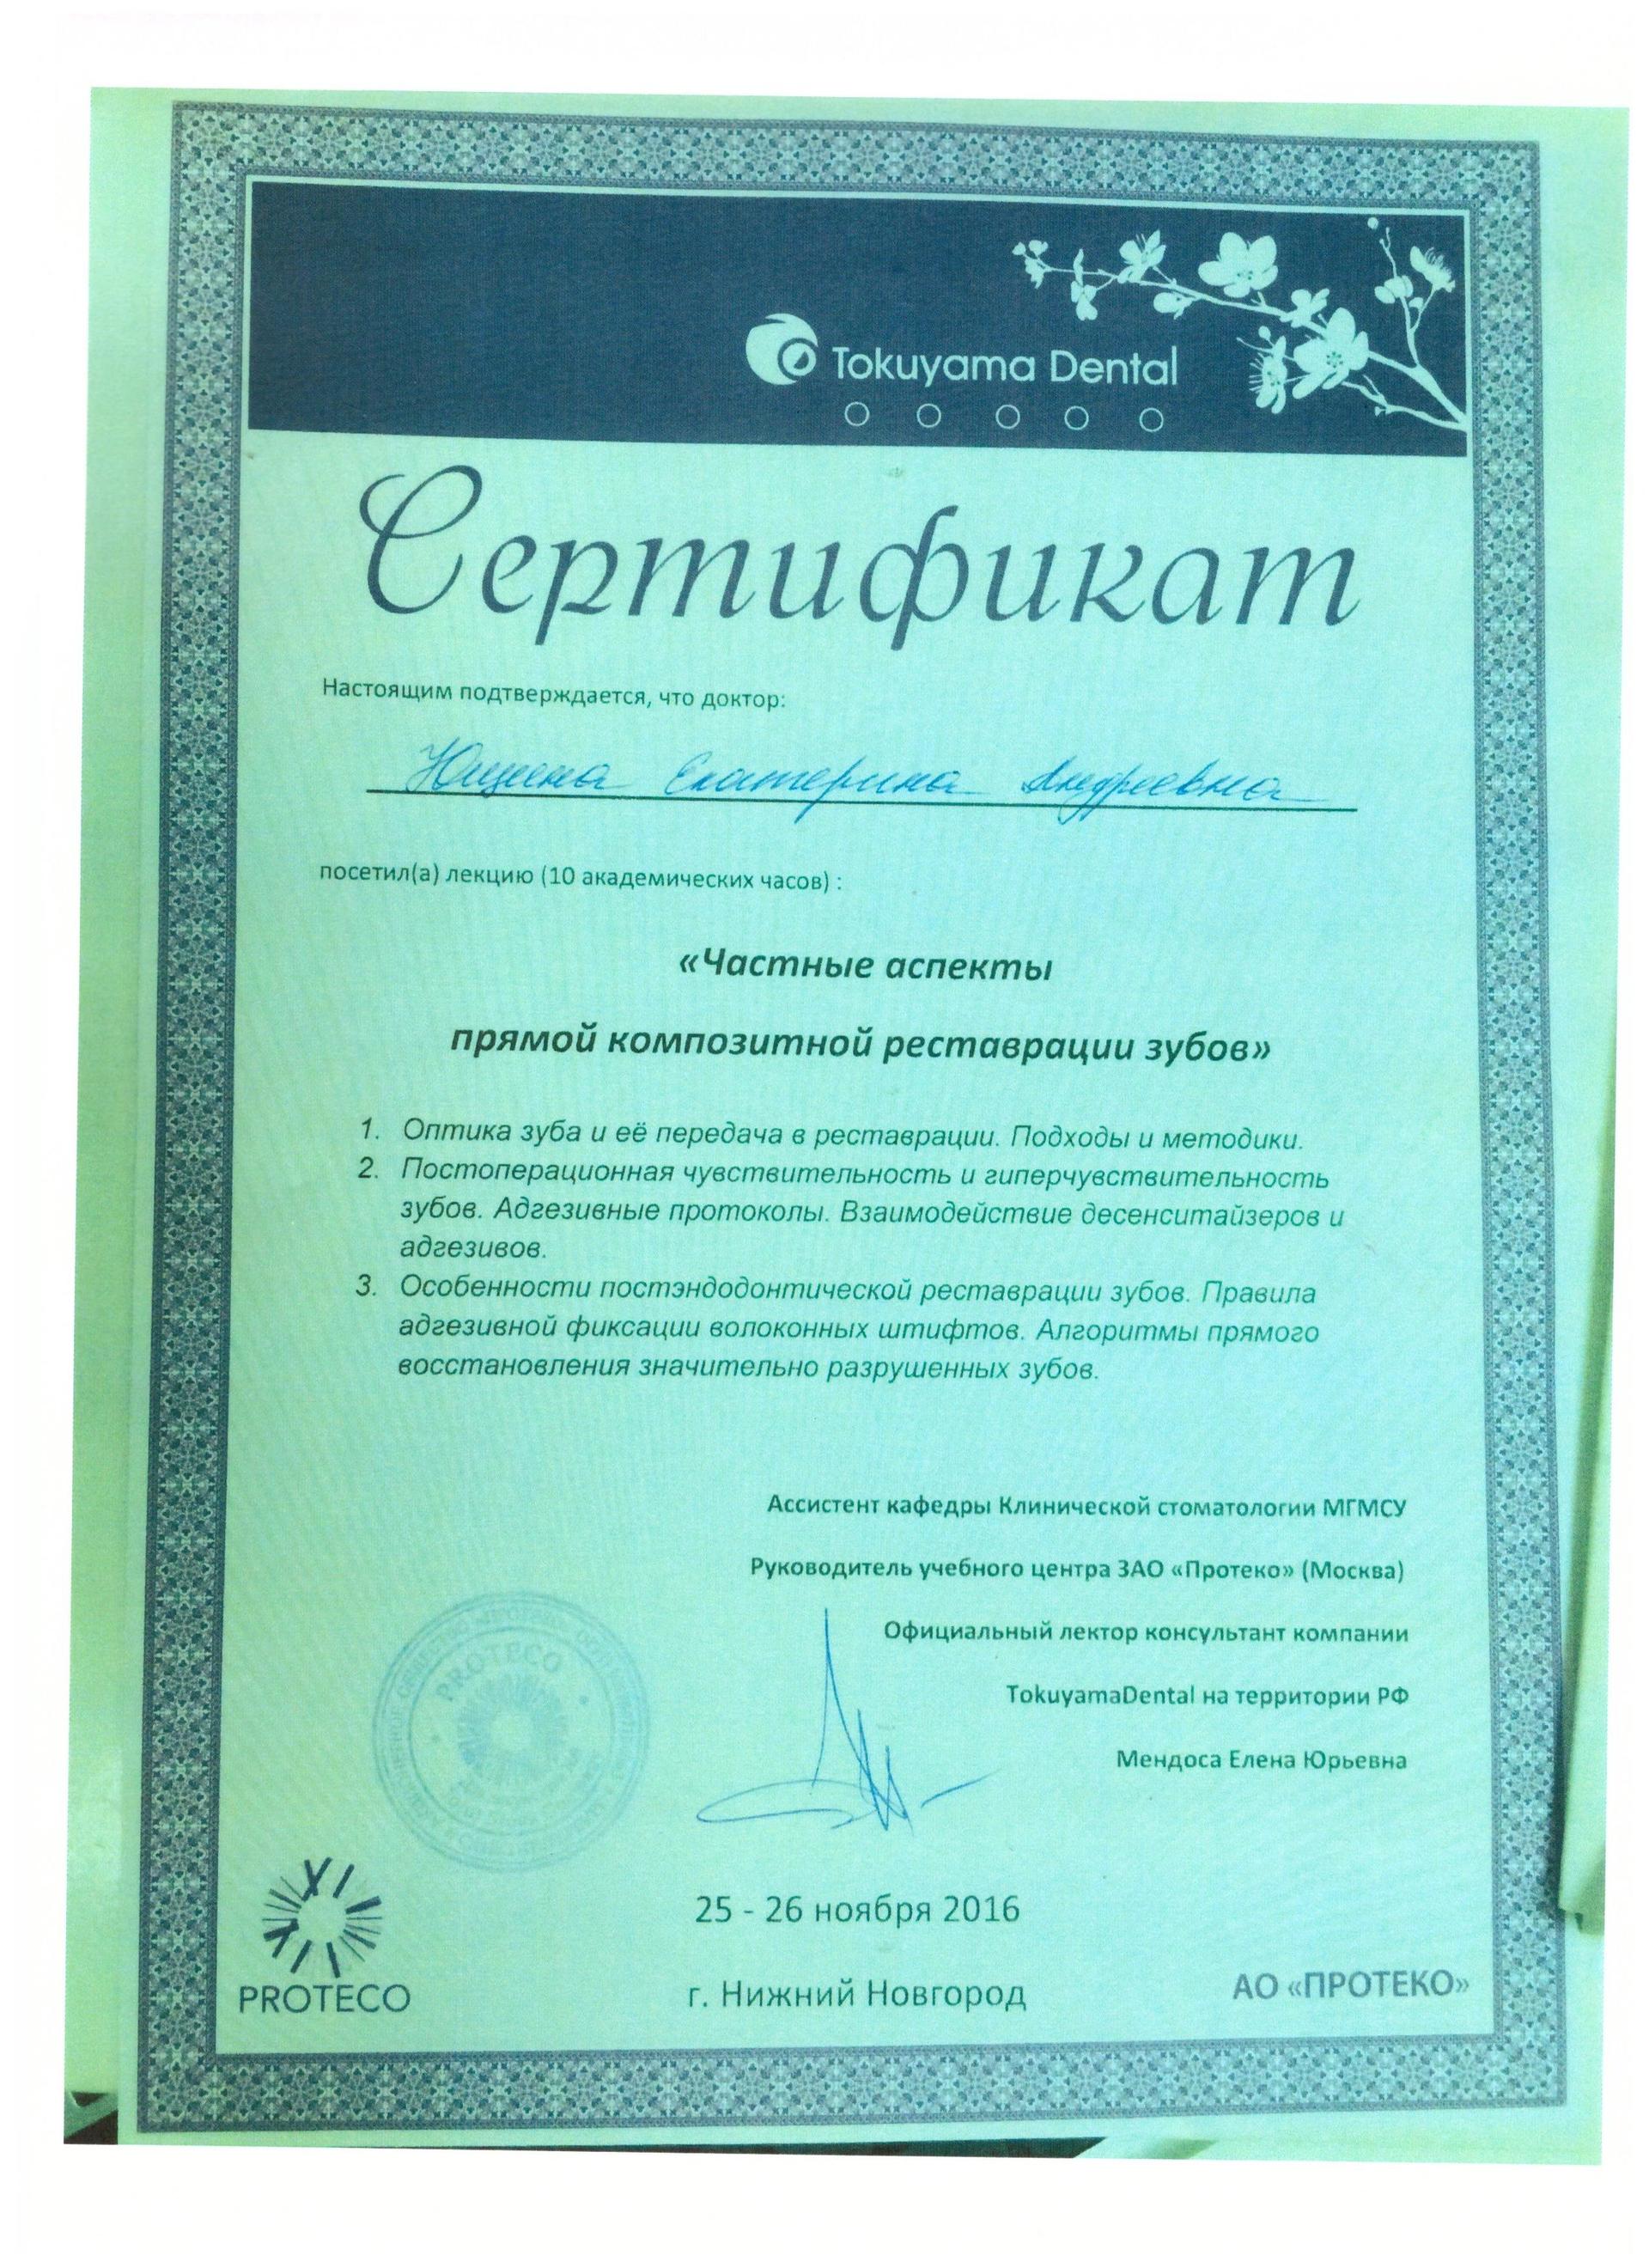 Tokuyama Dental
Сертификат
Настоящим подтверждается, что доктор:
Екатерина Андреевна
посетил(а) лекцию (10 академических часов) :
«Частные аспекты
прямой композитной реставрации зубов»
1. Оптика зуба и её передача в реставрации. Подходы и методики.
2. Постоперационная чувствительность и гиперчувствительность
зубов. Адгезивные протоколы. Взаимодействие десенситайзеров и
адгезивов.
3. Особенности постэндодонтической реставрации зубов. Правила
адгезивной фиксации волоконных штифтов. Алгоритмы прямого
восстановления значительно разрушенных зубов.
Ассистент кафедры Клинической стоматологии МГМСУ
Руководитель учебного центра ЗАО «Протеко» (Москва)
Официальный лектор консультант компании
TokuyamaDental на территории РФ
Мендоса Елена Юрьевна
PROTECO
25 - 26 ноября 2016
г. Нижний Новгород
PROTECO
АО «ПРОТЕКО»